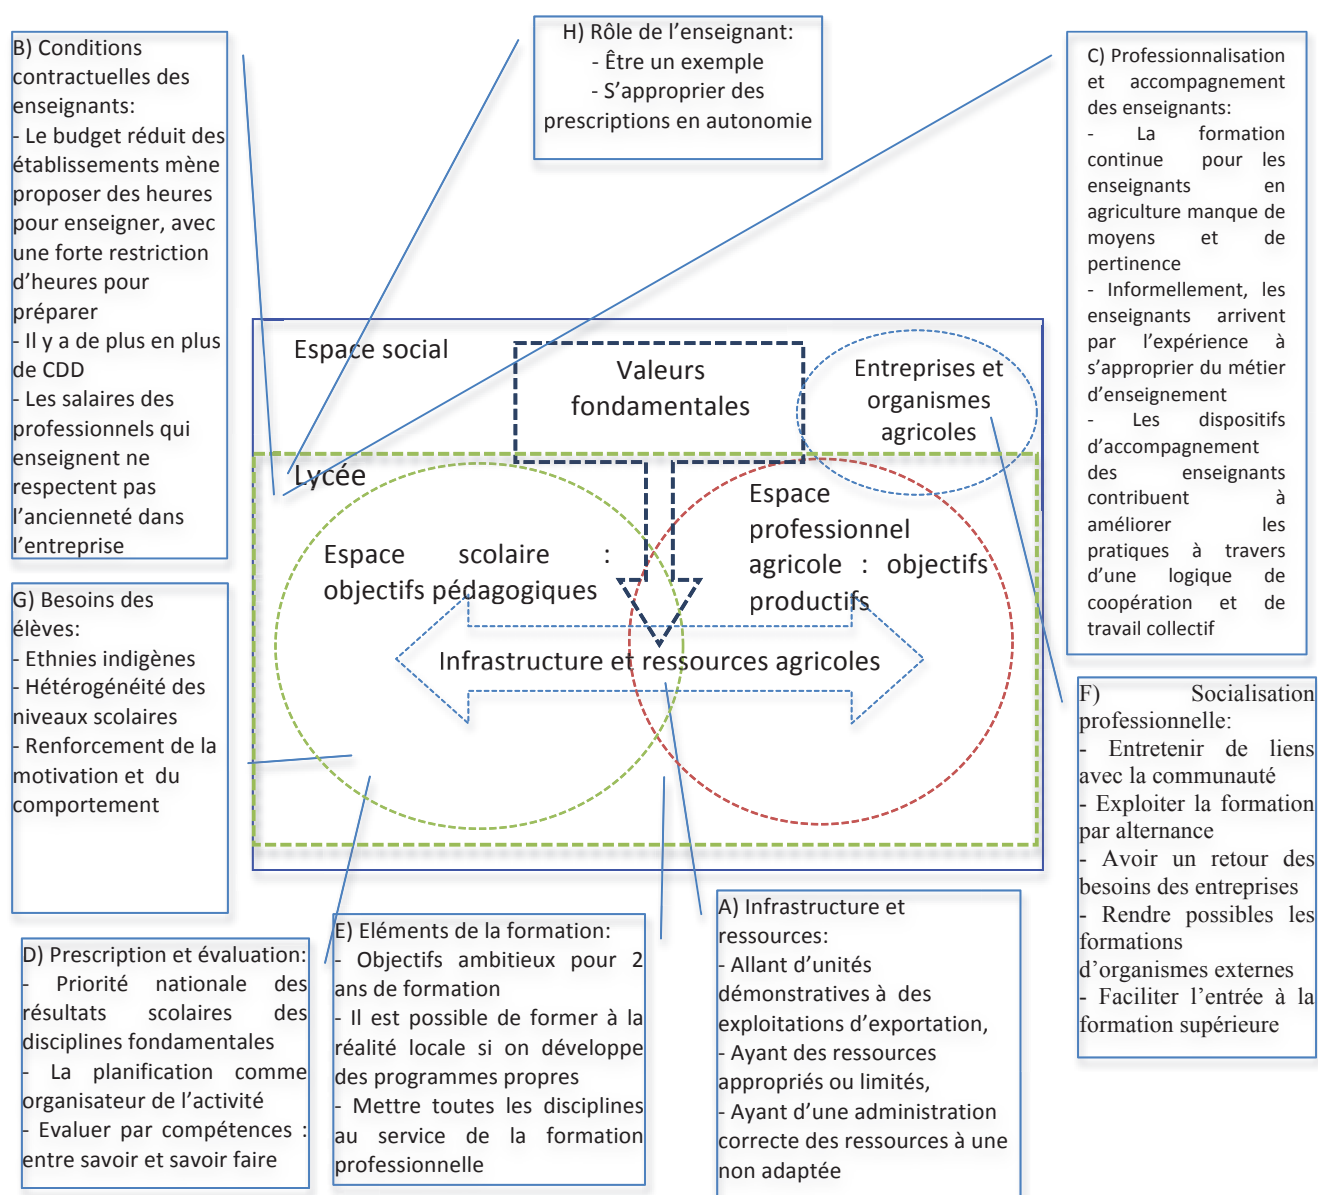 B) Conditions
contractuelles des
enseignants:
- Le budget réduit des
établissements mène
proposer des heures
pour enseigner, avec
une forte restriction
d'heures pour
préparer
- Il y a de plus en plus
de CDD
- Les salaires des
professionnels qui
enseignent ne
respectent pas
l'ancienneté dans
l'entreprise
H) Rôle de l'enseignant:
- Être un exemple
- S'approprier des
prescriptions en autonomie
C) Professionnalisation
et accompagnement
des enseignants:
- La formation
continue pour les
enseignants en
agriculture manque de
moyens et de
pertinence
- Informellement, les
enseignants arrivent
par l'expérience à
s'approprier du métier
d'enseignement
- Les dispositifs
d'accompagnement
des enseignants
contribuent à
améliorer les
pratiques à travers
d'une logique de
coopération et de
travail collectif
Espace social
Valeurs
fondamentales
Entreprises et
organismes
agricoles
Lycée
Espace scolaire :
objectifs pédagogiques
Espace
professionnel
agricole : objectifs
productifs
Infrastructure et ressources agricoles
G) Besoins des
élèves:
- Ethnies indigènes
- Hétérogénéité des
niveaux scolaires
- Renforcement de la
motivation et du
comportement
F) Socialisation
professionnelle:
- Entretenir de liens
avec la communauté
- Exploiter la formation
par alternance
- Avoir un retour des
besoins des entreprises
- Rendre possibles les
formations
d'organismes externes
- Faciliter l'entrée à la
formation supérieure
D) Prescription et évaluation:
- Priorité nationale des
résultats scolaires des
disciplines fondamentales
- La planification comme
organisateur de l'activité
- Evaluer par compétences :
entre savoir et savoir faire
E) Eléments de la formation:
- Objectifs ambitieux pour 2
ans de formation
- Il est possible de former à la
réalité locale si on développe
des programmes propres
- Mettre toutes les disciplines
au service de la formation
professionnelle
A) Infrastructure et
ressources:
- Allant d'unités
démonstratives à des
exploitations d'exportation,
- Ayant des ressources
appropriés ou limités,
- Ayant d'une administration
correcte des ressources à une
non adaptée